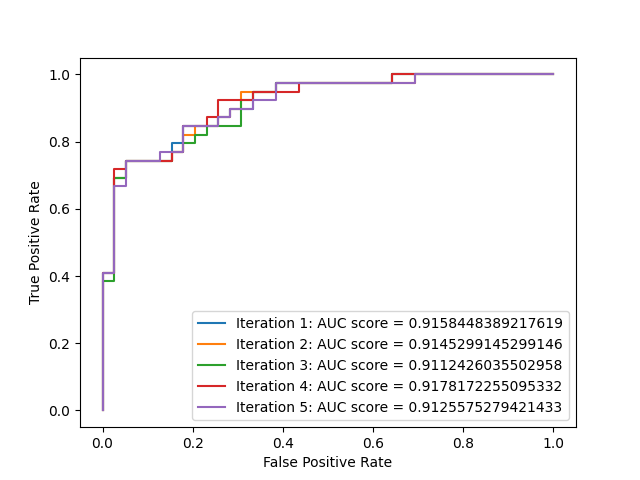 1.0
0.8
0.6
0.4
0.2
0.0
True Positive Rate
Iteration 1: AUC score = 0.9158448389217619
Iteration 2: AUC score = 0.9145299145299146
Iteration 3: AUC score = 0.9112426035502958
Iteration 4: AUC score = 0.9178172255095332
Iteration 5: AUC score = 0.9125575279421433
0.0 0.2 0.4 0.6 0.8 1.0
False Positive Rate